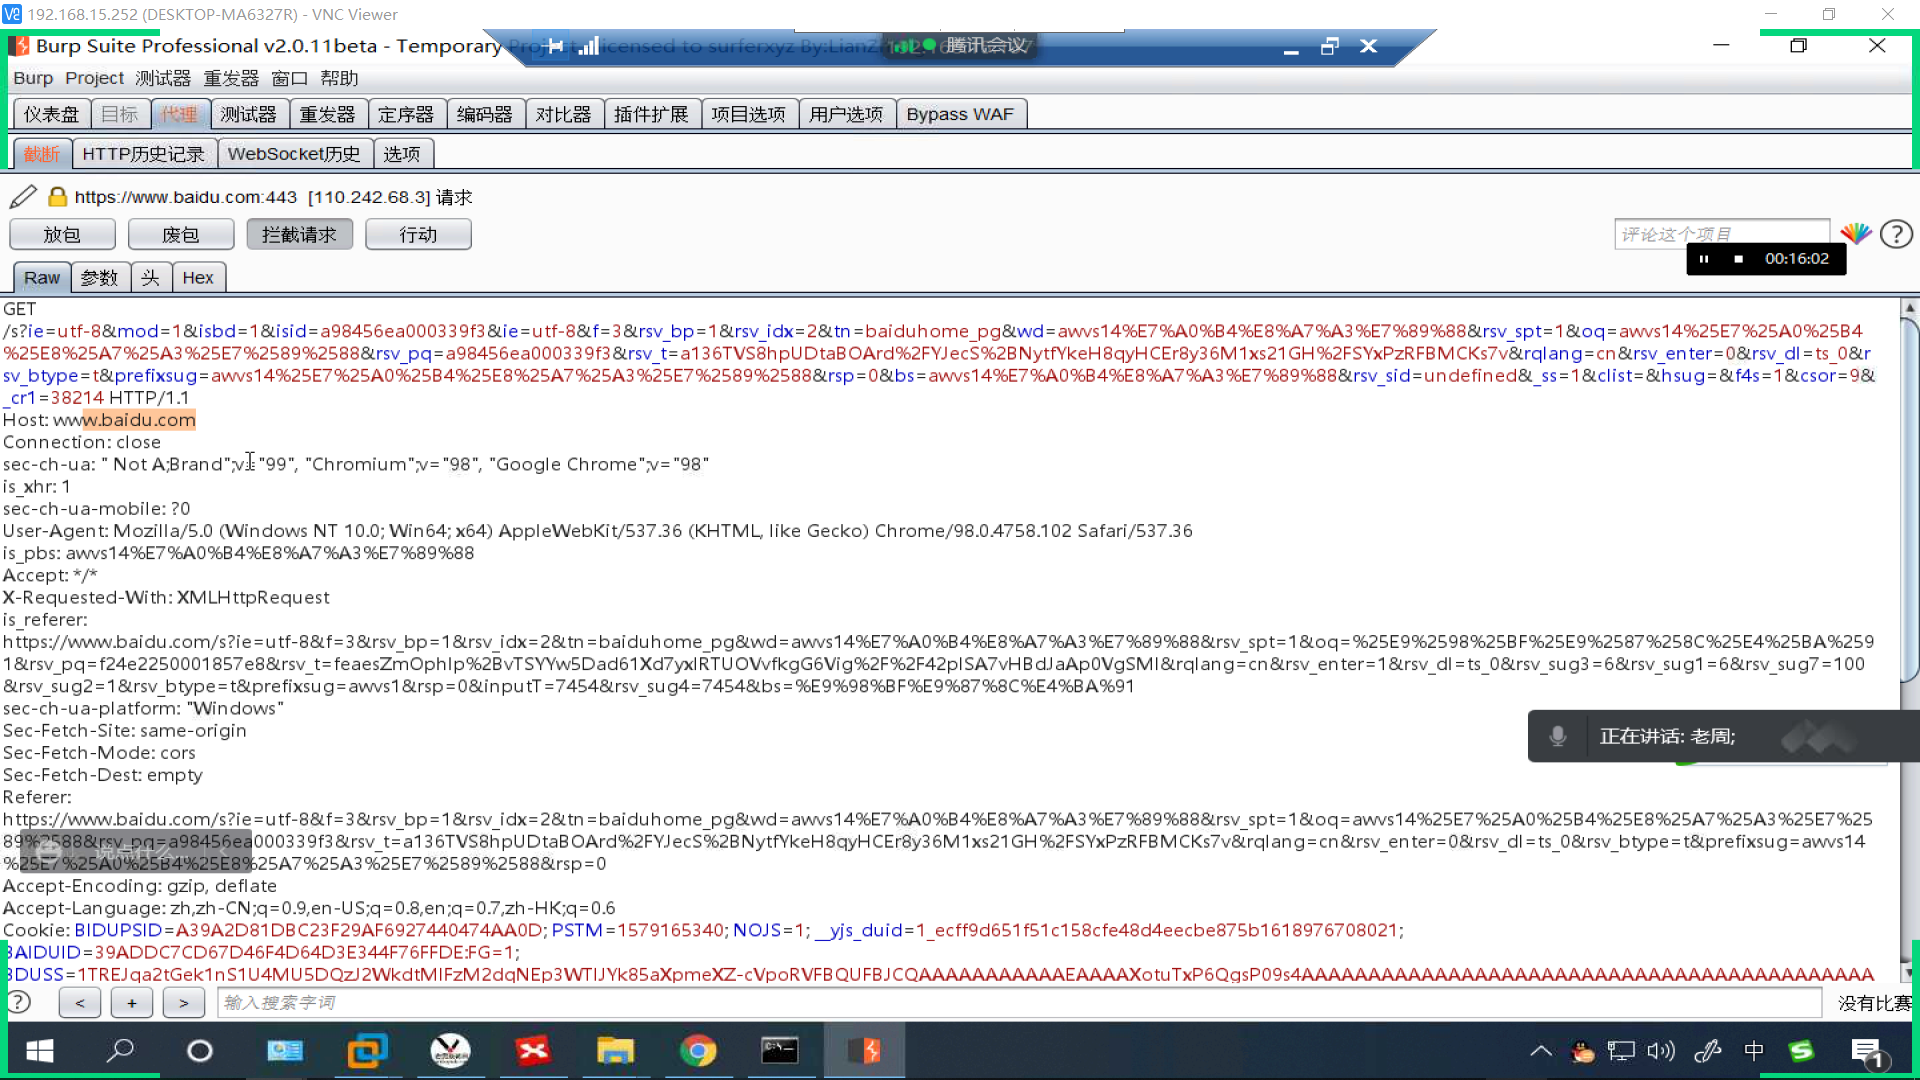 192.168.15.252 (DESKTOP-MA6327R) - VNC Viewer
Burp Suite Professional v2.0.11beta - Temporary Project - licensed to surferxyz By:LianZ
腾讯会议
Burp Project 测试器 重发器 窗口 帮助
仪表盘 目标 代理 测试器 重发器 定序器 编码器 对比器 插件扩展 项目选项 用户选项 Bypass WAF
截断 HTTP历史记录 WebSocket历史 选项
https://www.baidu.com:443 [110.242.68.3] 请求
放包 废包 拦截请求 行动 评论这个项目
00:16:02
Raw 参数 头 Hex
GET
/s?ie=utf-8&mod=1&isbd=1&isid=a98456ea000339f3&ie=utf-8&f=3&rsv_bp=1&rsv_idx=2&tn=baiduhome_pg&wd=awvs14%E7%A0%B4%E8%A7%A3%E7%89%88&rsv_spt=1&oq=awvs14%25E7%25A0%25B4
%25E8%25A7%25A3%25E7%2589%2588&rsv_pq=a98456ea000339f3&rsv_t=a136TVS8hpUDtaBOArd%2FYJecS%2BNytfYkeH8qyHCEr8y36M1xs21GH%2FSYxPzRFBMCKs7v&rqlang=cn&rsv_enter=0&rsv_dl=ts_0&r
sv_btype=t&prefixsug=awvs14%25E7%25A0%25B4%25E8%25A7%25A3%25E7%2589%2588&rsp=0&bs=awvs14%E7%A0%B4%E8%A7%A3%E7%89%88&rsv_sid=undefined&_ss=1&clist=&hsug=&f4s=1&csor=9&
_cr1=38214 HTTP/1.1
Host: www.baidu.com
Connection: close
sec-ch-ua: " Not A;Brand";v="99", "Chromium";v="98", "Google Chrome";v="98"
is_xhr: 1
sec-ch-ua-mobile: ?0
User-Agent: Mozilla/5.0 (Windows NT 10.0; Win64; x64) AppleWebKit/537.36 (KHTML, like Gecko) Chrome/98.0.4758.102 Safari/537.36
is_pbs: awvs14%E7%A0%B4%E8%A7%A3%E7%89%88
Accept: */*
X-Requested-With: XMLHttpRequest
is_referer:
https://www.baidu.com/s?ie=utf-8&f=3&rsv_bp=1&rsv_idx=2&tn=baiduhome_pg&wd=awvs14%E7%A0%B4%E8%A7%A3%E7%89%88&rsv_spt=1&oq=%25E9%2598%25BF%25E9%2587%258C%25E4%25BA%259
1&rsv_pq=f24e2250001857e8&rsv_t=feaesZmOphIp%2BvTSYYw5Dad61Xd7yxlRTUOVvfkgG6Vig%2F%2F42pISA7vHBdJaAp0VgSMI&rqlang=cn&rsv_enter=1&rsv_dl=ts_0&rsv_sug3=6&rsv_sug1=6&rsv_sug7=100
&rsv_sug2=1&rsv_btype=t&prefixsug=awvs1&rsp=0&inputT=7454&rsv_sug4=7454&bs=%E9%98%BF%E9%87%8C%E4%BA%91
sec-ch-ua-platform: "Windows"
Sec-Fetch-Site: same-origin
Sec-Fetch-Mode: cors
正在讲话: 老周;
Sec-Fetch-Dest: empty
Referer:
https://www.baidu.com/s?ie=utf-8&f=3&rsv_bp=1&rsv_idx=2&tn=baiduhome_pg&wd=awvs14%E7%A0%B4%E8%A7%A3%E7%89%88&rsv_spt=1&oq=awvs14%25E7%25A0%25B4%25E8%25A7%25A3%25E7%25
89%2588&rsv_pq=a98456ea000339f3&rsv_t=a136TVS8hpUDtaBOArd%2FYJecS%2BNytfYkeH8qyHCEr8y36M1xs21GH%2FSYxPzRFBMCKs7v&rqlang=cn&rsv_enter=0&rsv_dl=ts_0&rsv_btype=t&prefixsug=awvs14
%25E7%25A0%25B4%25E8%25A7%25A3%25E7%2589%2588&rsp=0
Accept-Encoding: gzip, deflate
Accept-Language: zh,zh-CN;q=0.9,en-US;q=0.8,en;q=0.7,zh-HK;q=0.6
Cookie: BIDUPSID=A39A2D81DBC23F29AF6927440474AA0D; PSTM=1579165340; NOJS=1; __yjs_duid=1_ecff9d651f51c158cfe48d4eecbe875b1618976708021;
BAIDUID=39ADDC7CD67D46F4D64D3E344F76FFDE:FG=1;
BDUSS=1TREJqa2tGek1nS1U4MU5DQzJ2WkdtMlFzM2dqNEp3WTlJYk85aXpmeXZ-cVpoRVFBQUFBJCQAAAAAAAAAAAEAAAAXotuTxP6QgsP09s4AAAAAAAAAAAAAAAAAAAAAAAAAAAAAAAAAAAAAAAA
< + > 输入搜索字词 没有比赛
中
1